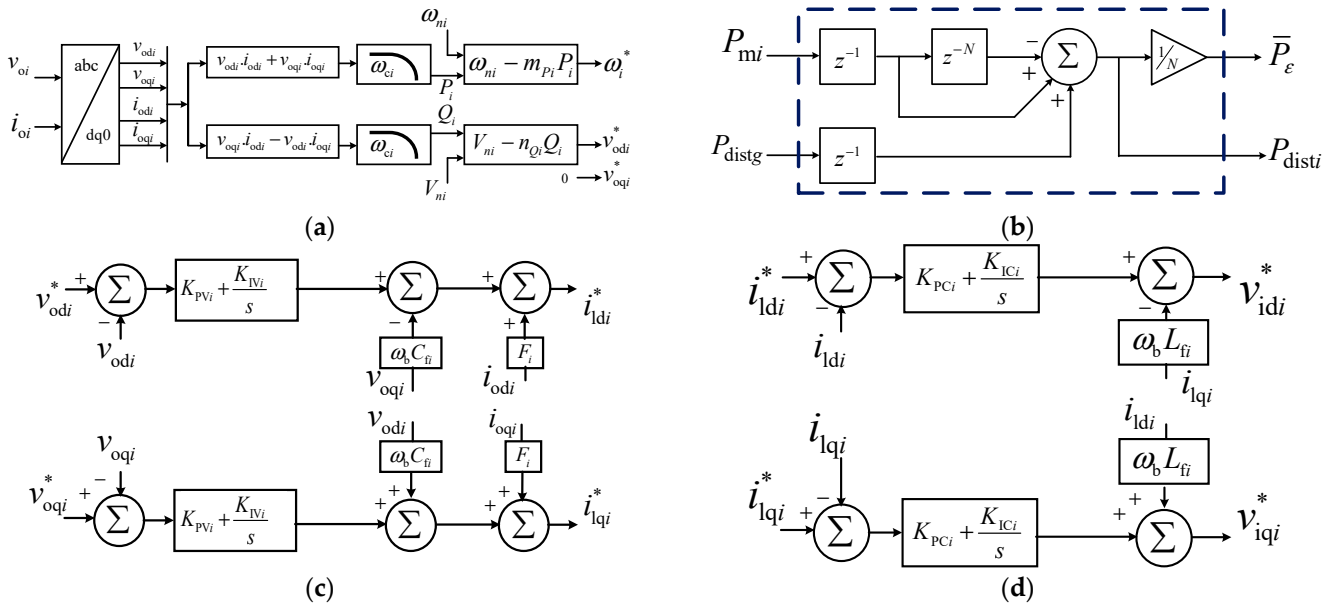 v_oi
i_oi
abc
dq0
v_odi
v_oqi
i_odi
i_oqi
v_odi.i_odi + v_oqi.i_oqi
ω_ci
ω_ni
P_i
ω_ni − m_Pi P_i
ω_i^*
v_oqi.i_odi − v_odi.i_oqi
ω_ci
Q_i
V_ni
V_ni − n_Qi Q_i
v_odi^*
0
v_oqi^*
(a)
P_mi
z^−1
z^−N
−
+
+
Σ
1/N
P̄_ε
P_distg
z^−1
P_disti
(b)
v_odi^*
+
−
Σ
v_odi
K_PVi + K_IVi/s
+
−
Σ
ω_b C_fi
v_oqi
+
+
Σ
F_i
i_odi
i_ldi^*
v_oqi
v_oqi^*
+
−
Σ
K_PVi + K_IVi/s
v_odi
ω_b C_fi
+
+
Σ
i_oqi
F_i
+
+
Σ
i_lqi^*
(c)
i_ldi^*
+
−
Σ
i_ldi
K_PCi + K_ICi/s
+
−
Σ
ω_b L_fi
i_lqi
v_idi^*
i_lqi
i_lqi^*
+
−
Σ
K_PCi + K_ICi/s
i_ldi
ω_b L_fi
+
+
Σ
v_iqi^*
(d)